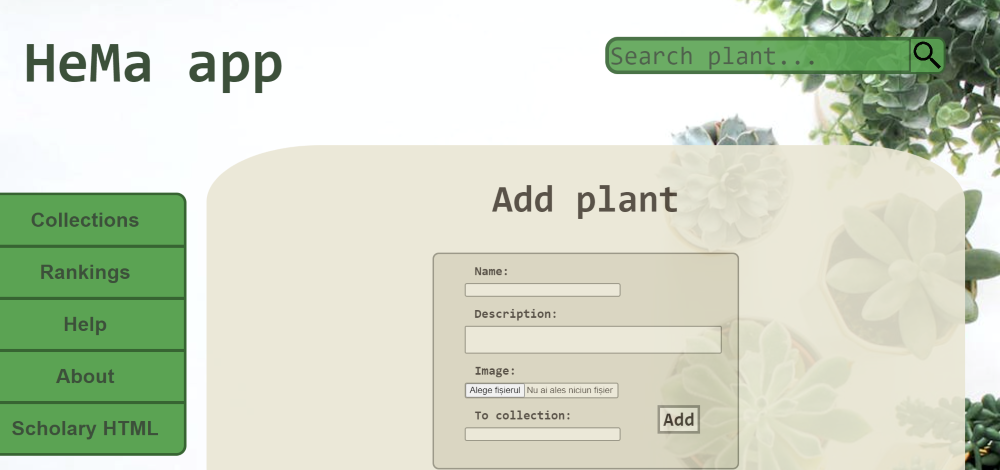 HeMa app
Search plant...
Collections
Rankings
Help
About
Scholary HTML
Add plant
Name:
Description:
Image:
Alege fișierul Nu ai ales niciun fișier
To collection:
Add